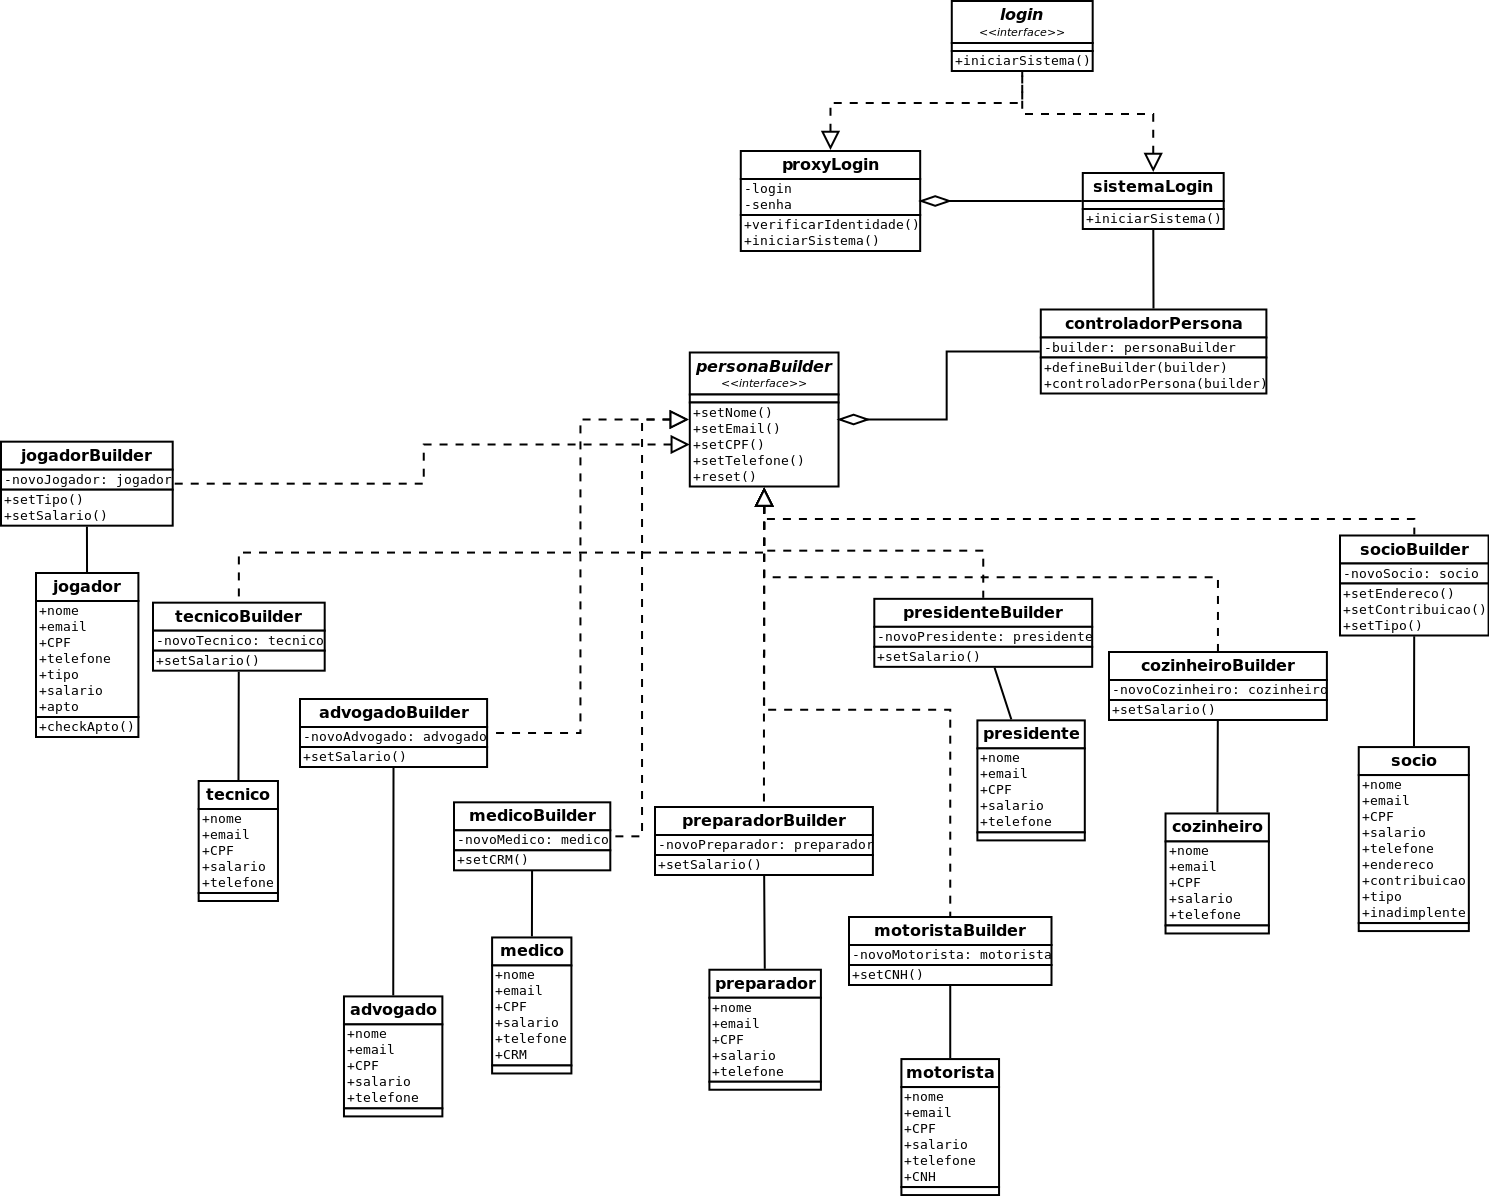 login
<<interface>>
+iniciarSistema()
proxyLogin
-login
-senha
+verificarIdentidade()
+iniciarSistema()
sistemaLogin
+iniciarSistema()
controladorPersona
-builder: personaBuilder
+defineBuilder(builder)
+controladorPersona(builder)
personaBuilder
<<interface>>
+setNome()
+setEmail()
+setCPF()
+setTelefone()
+reset()
jogadorBuilder
-novoJogador: jogador
+setTipo()
+setSalario()
jogador
+nome
+email
+CPF
+telefone
+tipo
+salario
+apto
+checkApto()
tecnicoBuilder
-novoTecnico: tecnico
+setSalario()
tecnico
+nome
+email
+CPF
+salario
+telefone
advogadoBuilder
-novoAdvogado: advogado
+setSalario()
advogado
+nome
+email
+CPF
+salario
+telefone
medicoBuilder
-novoMedico: medico
+setCRM()
medico
+nome
+email
+CPF
+salario
+telefone
+CRM
preparadorBuilder
-novoPreparador: preparador
+setSalario()
preparador
+nome
+email
+CPF
+salario
+telefone
presidenteBuilder
-novoPresidente: presidente
+setSalario()
presidente
+nome
+email
+CPF
+salario
+telefone
motoristaBuilder
-novoMotorista: motorista
+setCNH()
motorista
+nome
+email
+CPF
+salario
+telefone
+CNH
cozinheiroBuilder
-novoCozinheiro: cozinheiro
+setSalario()
cozinheiro
+nome
+email
+CPF
+salario
+telefone
socioBuilder
-novoSocio: socio
+setEndereco()
+setContribuicao()
+setTipo()
socio
+nome
+email
+CPF
+salario
+telefone
+endereco
+contribuicao
+tipo
+inadimplente